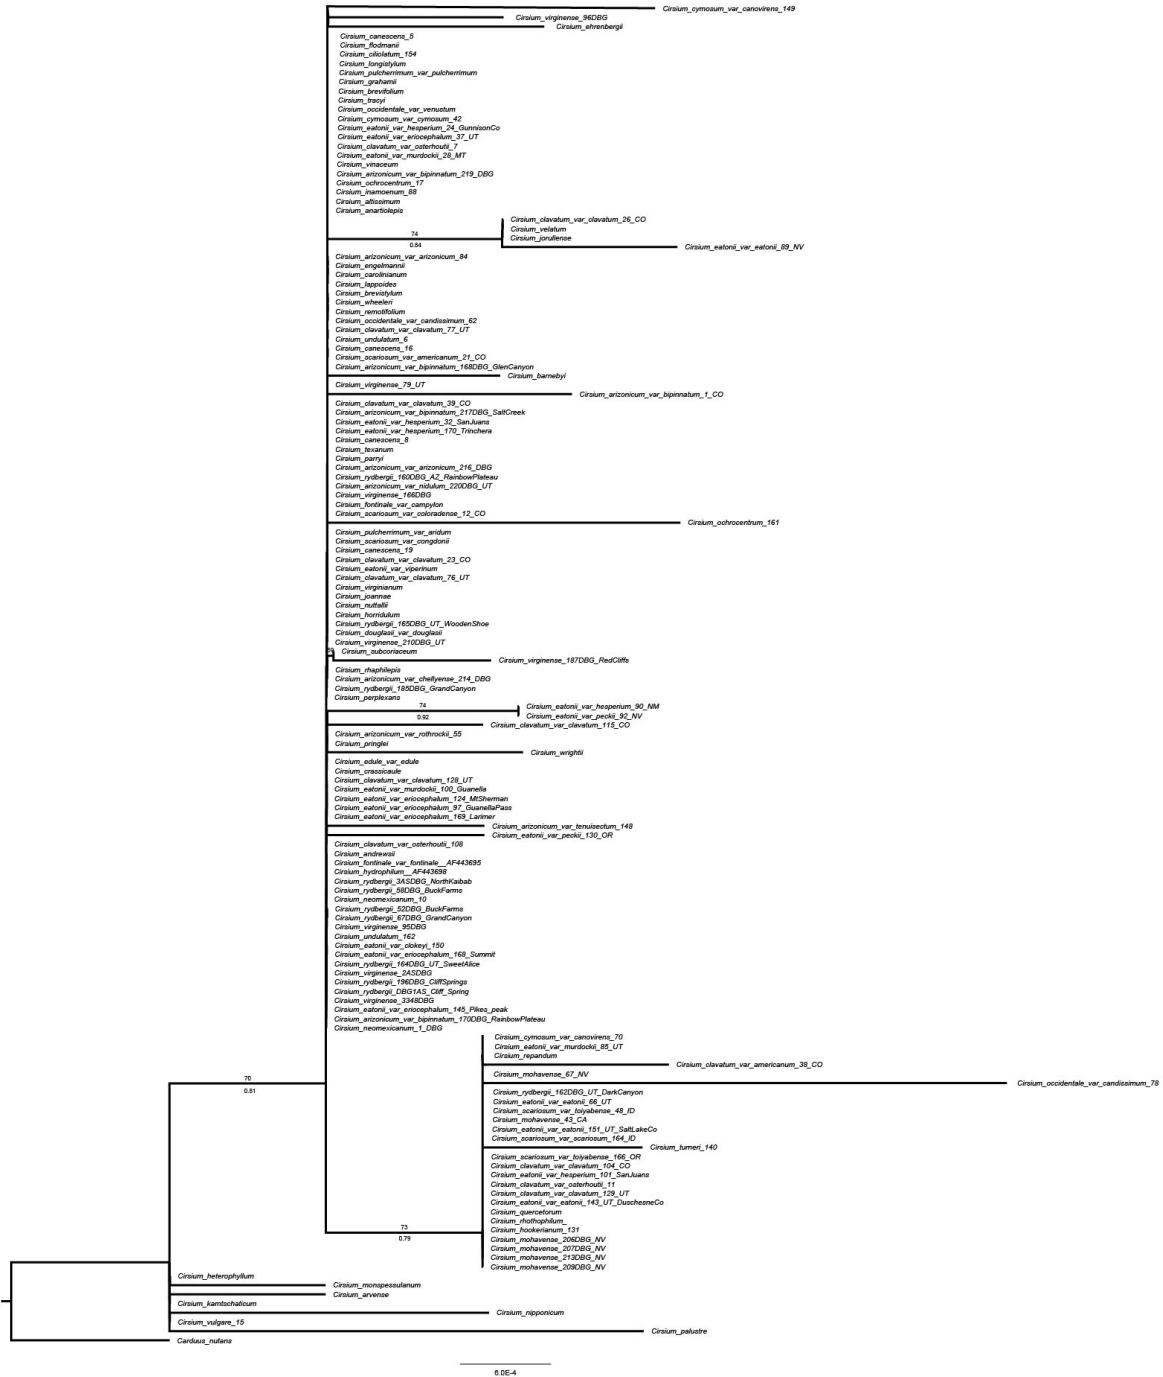 Cirsium_cymosum_var_canovirens_149
Cirsium_virginense_96DBG
Cirsium_ehrenbergii
Cirsium_canescens_5
Cirsium_flodmanii
Cirsium_ciliolatum_154
Cirsium_longistylum
Cirsium_pulcherrimum_var_pulcherrimum
Cirsium_grahamii
Cirsium_brevifolium
Cirsium_tracyi
Cirsium_occidentale_var_venustum
Cirsium_cymosum_var_cymosum_42
Cirsium_eatonii_var_hesperium_24_GunnisonCo
Cirsium_eatonii_var_eriocephalum_37_UT
Cirsium_clavatum_var_osterhoutii_7
Cirsium_eatonii_var_murdockii_28_MT
Cirsium_vinaceum
Cirsium_arizonicum_var_bipinnatum_219_DBG
Cirsium_ochrocentrum_17
Cirsium_inamoenum_88
Cirsium_altissimum
Cirsium_anartiolepis
Cirsium_clavatum_var_clavatum_26_CO
Cirsium_velatum
74
Cirsium_jorullense
0.84
Cirsium_eatonii_var_eatonii_89_NV
Cirsium_arizonicum_var_arizonicum_84
Cirsium_engelmannii
Cirsium_carolinianum
Cirsium_lappoides
Cirsium_brevistylum
Cirsium_wheeleri
Cirsium_remotifolium
Cirsium_occidentale_var_candissimum_62
Cirsium_clavatum_var_clavatum_77_UT
Cirsium_undulatum_6
Cirsium_canescens_16
Cirsium_scariosum_var_americanum_21_CO
Cirsium_arizonicum_var_bipinnatum_168DBG_GlenCanyon
Cirsium_barnebyi
Cirsium_virginense_79_UT
Cirsium_arizonicum_var_bipinnatum_1_CO
Cirsium_clavatum_var_clavatum_39_CO
Cirsium_arizonicum_var_bipinnatum_217DBG_SaltCreek
Cirsium_eatonii_var_hesperium_32_SanJuans
Cirsium_eatonii_var_hesperium_170_Trinchera
Cirsium_canescens_8
Cirsium_texanum
Cirsium_parryi
Cirsium_arizonicum_var_arizonicum_216_DBG
Cirsium_rydbergii_160DBG_AZ_RainbowPlateau
Cirsium_arizonicum_var_nidulum_220DBG_UT
Cirsium_virginense_166DBG
Cirsium_fontinale_var_campylon
Cirsium_scariosum_var_coloradense_12_CO
Cirsium_ochrocentrum_161
Cirsium_pulcherrimum_var_aridum
Cirsium_scariosum_var_congdonii
Cirsium_canescens_19
Cirsium_clavatum_var_clavatum_23_CO
Cirsium_eatonii_var_viperinum
Cirsium_clavatum_var_clavatum_76_UT
Cirsium_virginianum
Cirsium_joannae
Cirsium_nuttallii
Cirsium_horridulum
Cirsium_rydbergii_165DBG_UT_WoodenShoe
Cirsium_douglasii_var_douglasii
Cirsium_virginense_210DBG_UT
Cirsium_subcoriaceum
Cirsium_virginense_187DBG_RedCliffs
Cirsium_rhaphilepis
Cirsium_arizonicum_var_chellyense_214_DBG
Cirsium_rydbergii_185DBG_GrandCanyon
Cirsium_perplexans
74
Cirsium_eatonii_var_hesperium_90_NM
0.92
Cirsium_eatonii_var_peckii_92_NV
Cirsium_clavatum_var_clavatum_115_CO
Cirsium_arizonicum_var_rothrockii_55
Cirsium_pringlei
Cirsium_wrightii
Cirsium_edule_var_edule
Cirsium_crassicaule
Cirsium_clavatum_var_clavatum_128_UT
Cirsium_eatonii_var_murdockii_100_Guanella
Cirsium_eatonii_var_eriocephalum_124_MtSherman
Cirsium_eatonii_var_eriocephalum_97_GuanellaPass
Cirsium_eatonii_var_eriocephalum_169_Larimer
Cirsium_arizonicum_var_tenuisectum_148
Cirsium_eatonii_var_peckii_130_OR
Cirsium_clavatum_var_osterhoutii_108
Cirsium_andrewsii
Cirsium_fontinale_var_fontinale__AF443695
Cirsium_hydrophilum__AF443698
Cirsium_rydbergii_3ASDBG_NorthKaibab
Cirsium_rydbergii_58DBG_BuckFarms
Cirsium_neomexicanum_10
Cirsium_rydbergii_52DBG_BuckFarms
Cirsium_rydbergii_67DBG_GrandCanyon
Cirsium_virginense_95DBG
Cirsium_undulatum_162
Cirsium_eatonii_var_clokeyi_150
Cirsium_eatonii_var_eriocephalum_168_Summit
Cirsium_rydbergii_164DBG_UT_SweetAlice
Cirsium_virginense_2ASDBG
Cirsium_rydbergii_196DBG_CliffSprings
Cirsium_rydbergii_DBG1AS_Cliff_Spring
Cirsium_virginense_3348DBG
Cirsium_eatonii_var_eriocephalum_145_Pikes_peak
Cirsium_arizonicum_var_bipinnatum_170DBG_RainbowPlateau
Cirsium_neomexicanum_1_DBG
Cirsium_cymosum_var_canovirens_70
Cirsium_eatonii_var_murdockii_85_UT
Cirsium_repandum
Cirsium_clavatum_var_americanum_38_CO
Cirsium_mohavense_67_NV
70
Cirsium_occidentale_var_candissimum_78
0.61
Cirsium_rydbergii_162DBG_UT_DarkCanyon
Cirsium_eatonii_var_eatonii_66_UT
Cirsium_scariosum_var_toiyabense_48_ID
Cirsium_mohavense_43_CA
Cirsium_eatonii_var_eatonii_151_UT_SaltLakeCo
Cirsium_scariosum_var_scariosum_164_ID
Cirsium_turneri_140
Cirsium_scariosum_var_toiyabense_166_OR
Cirsium_clavatum_var_clavatum_104_CO
Cirsium_eatonii_var_hesperium_101_SanJuans
Cirsium_clavatum_var_osterhoutii_11
Cirsium_clavatum_var_clavatum_129_UT
Cirsium_eatonii_var_eatonii_143_UT_DuschesneCo
Cirsium_quercetorum
Cirsium_rhothophilum_
73
Cirsium_hookerianum_131
0.79
Cirsium_mohavense_206DBG_NV
Cirsium_mohavense_207DBG_NV
Cirsium_mohavense_213DBG_NV
Cirsium_mohavense_209DBG_NV
Cirsium_heterophyllum
Cirsium_monspessulanum
Cirsium_arvense
Cirsium_kamtschaticum
Cirsium_nipponicum
Cirsium_vulgare_15
Cirsium_palustre
Carduus_nutans
6.0E-4